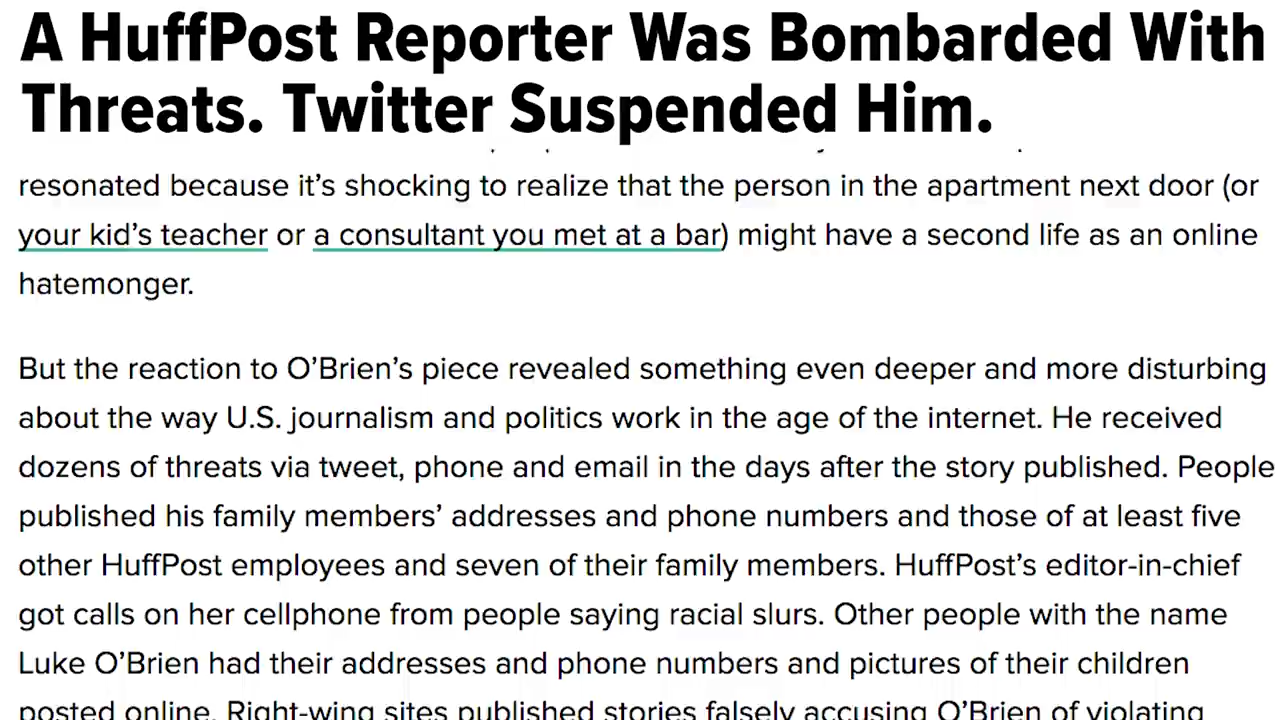 A HuffPost Reporter Was Bombarded With
Threats. Twitter Suspended Him.
resonated because it’s shocking to realize that the person in the apartment next door (or
your kid’s teacher or a consultant you met at a bar) might have a second life as an online
hatemonger.
But the reaction to O’Brien’s piece revealed something even deeper and more disturbing
about the way U.S. journalism and politics work in the age of the internet. He received
dozens of threats via tweet, phone and email in the days after the story published. People
published his family members’ addresses and phone numbers and those of at least five
other HuffPost employees and seven of their family members. HuffPost’s editor-in-chief
got calls on her cellphone from people saying racial slurs. Other people with the name
Luke O’Brien had their addresses and phone numbers and pictures of their children
posted online. Right-wing sites published stories falsely accusing O’Brien of violating